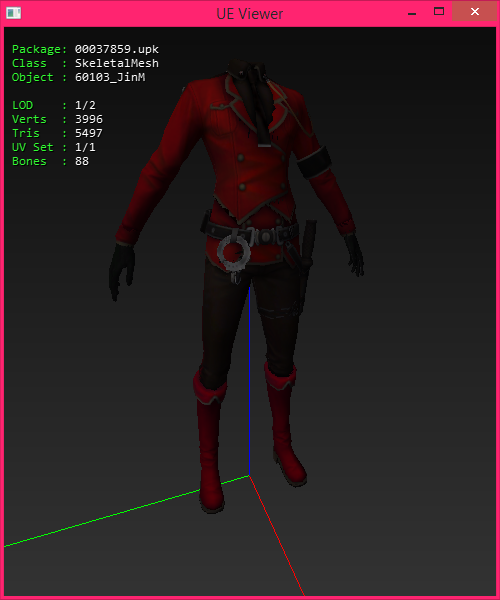 UE Viewer
Package: 00037859.upk
Class  : SkeletalMesh
Object : 60103_JinM
LOD    : 1/2
Verts  : 3996
Tris   : 5497
UV Set : 1/1
Bones  : 88